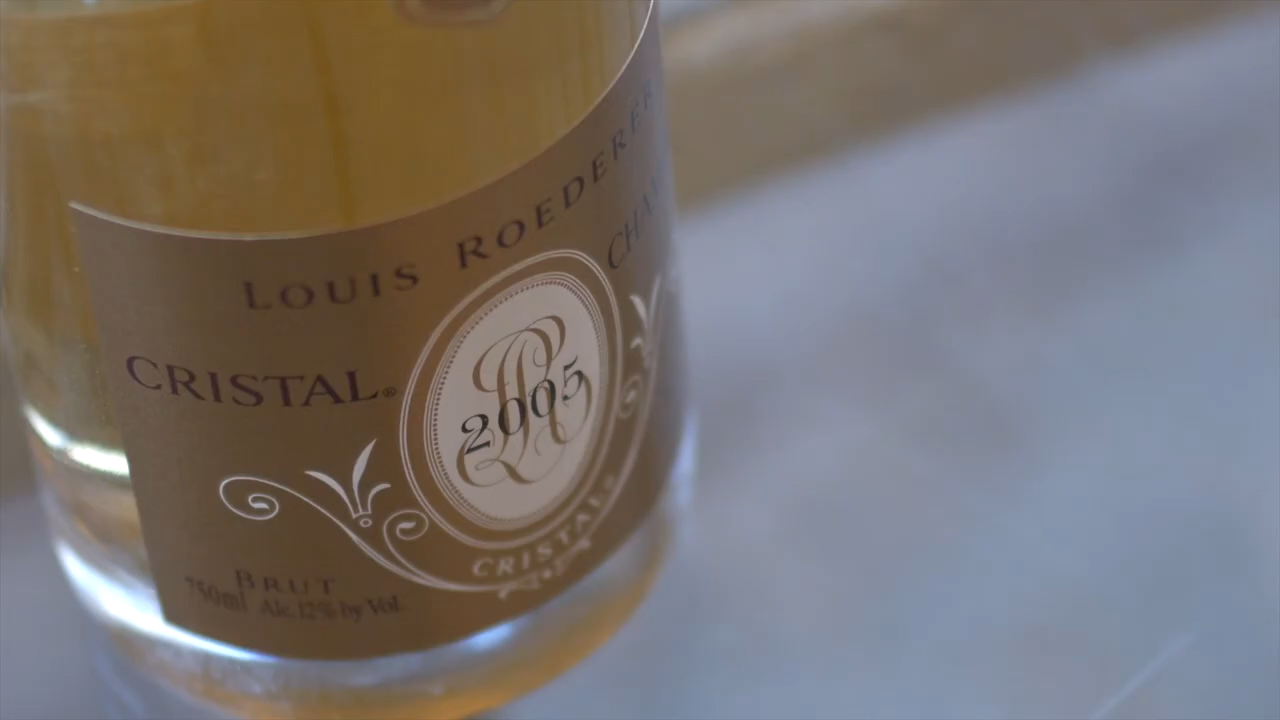 LOUIS ROEDERER
CRISTAL®
2005
CRISTAL®
BRUT
750ml Alc. 12% by Vol.